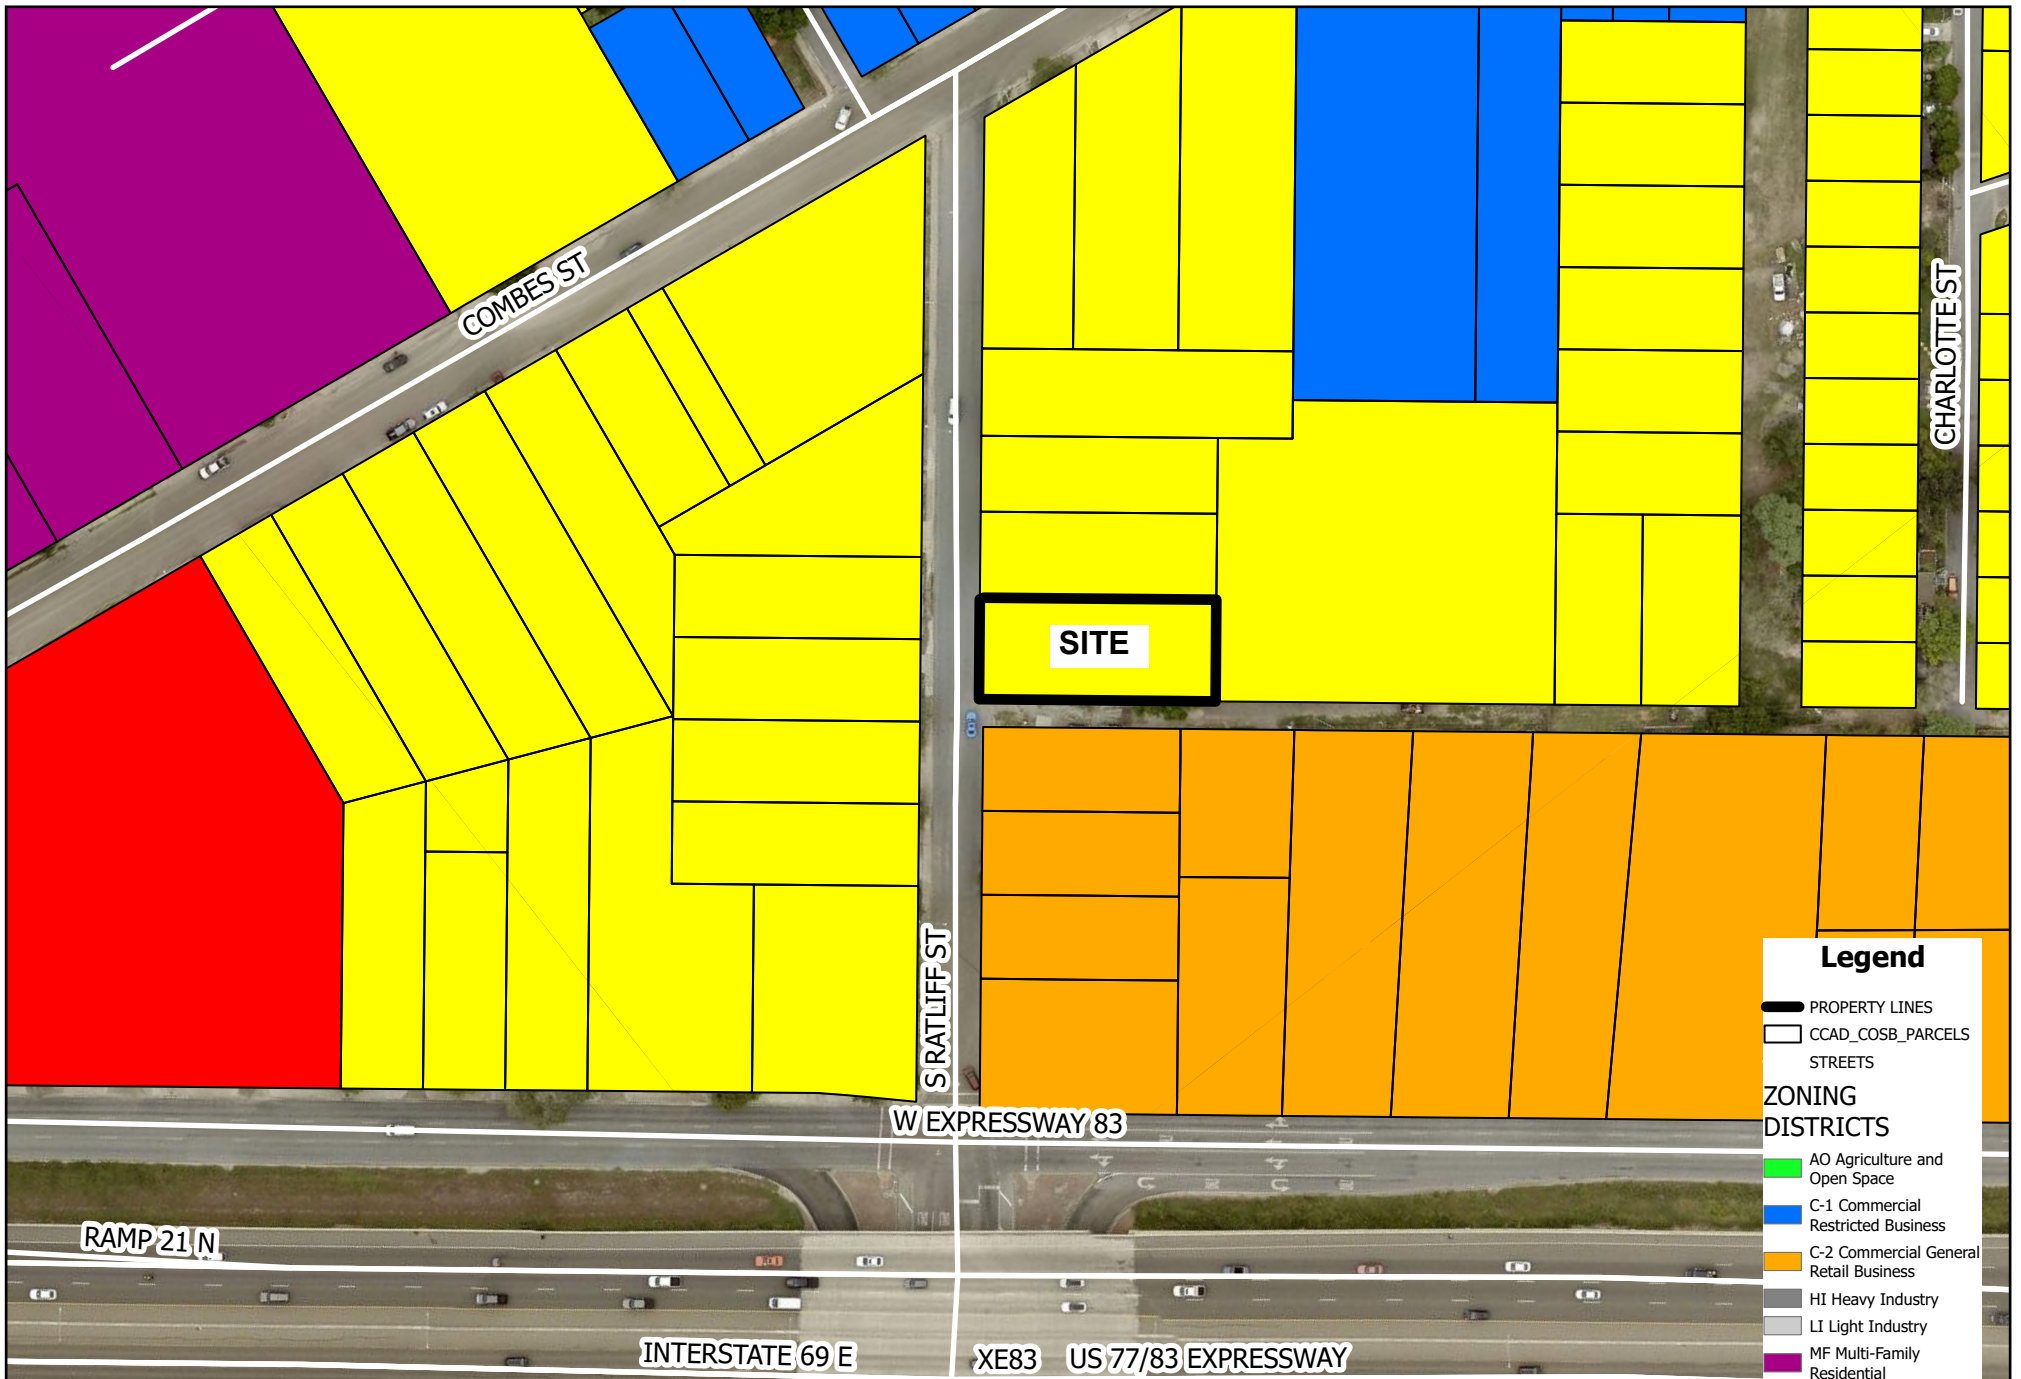 COMBES ST
CHARLOTTE ST
SITE
S RATLIFF ST
W EXPRESSWAY 83
RAMP 21 N
INTERSTATE 69 E
XE83
US 77/83 EXPRESSWAY
Legend
PROPERTY LINES
CCAD_COSB_PARCELS
STREETS
ZONING
DISTRICTS
AO Agriculture and
Open Space
C-1 Commercial
Restricted Business
C-2 Commercial General
Retail Business
HI Heavy Industry
LI Light Industry
MF Multi-Family
Residential